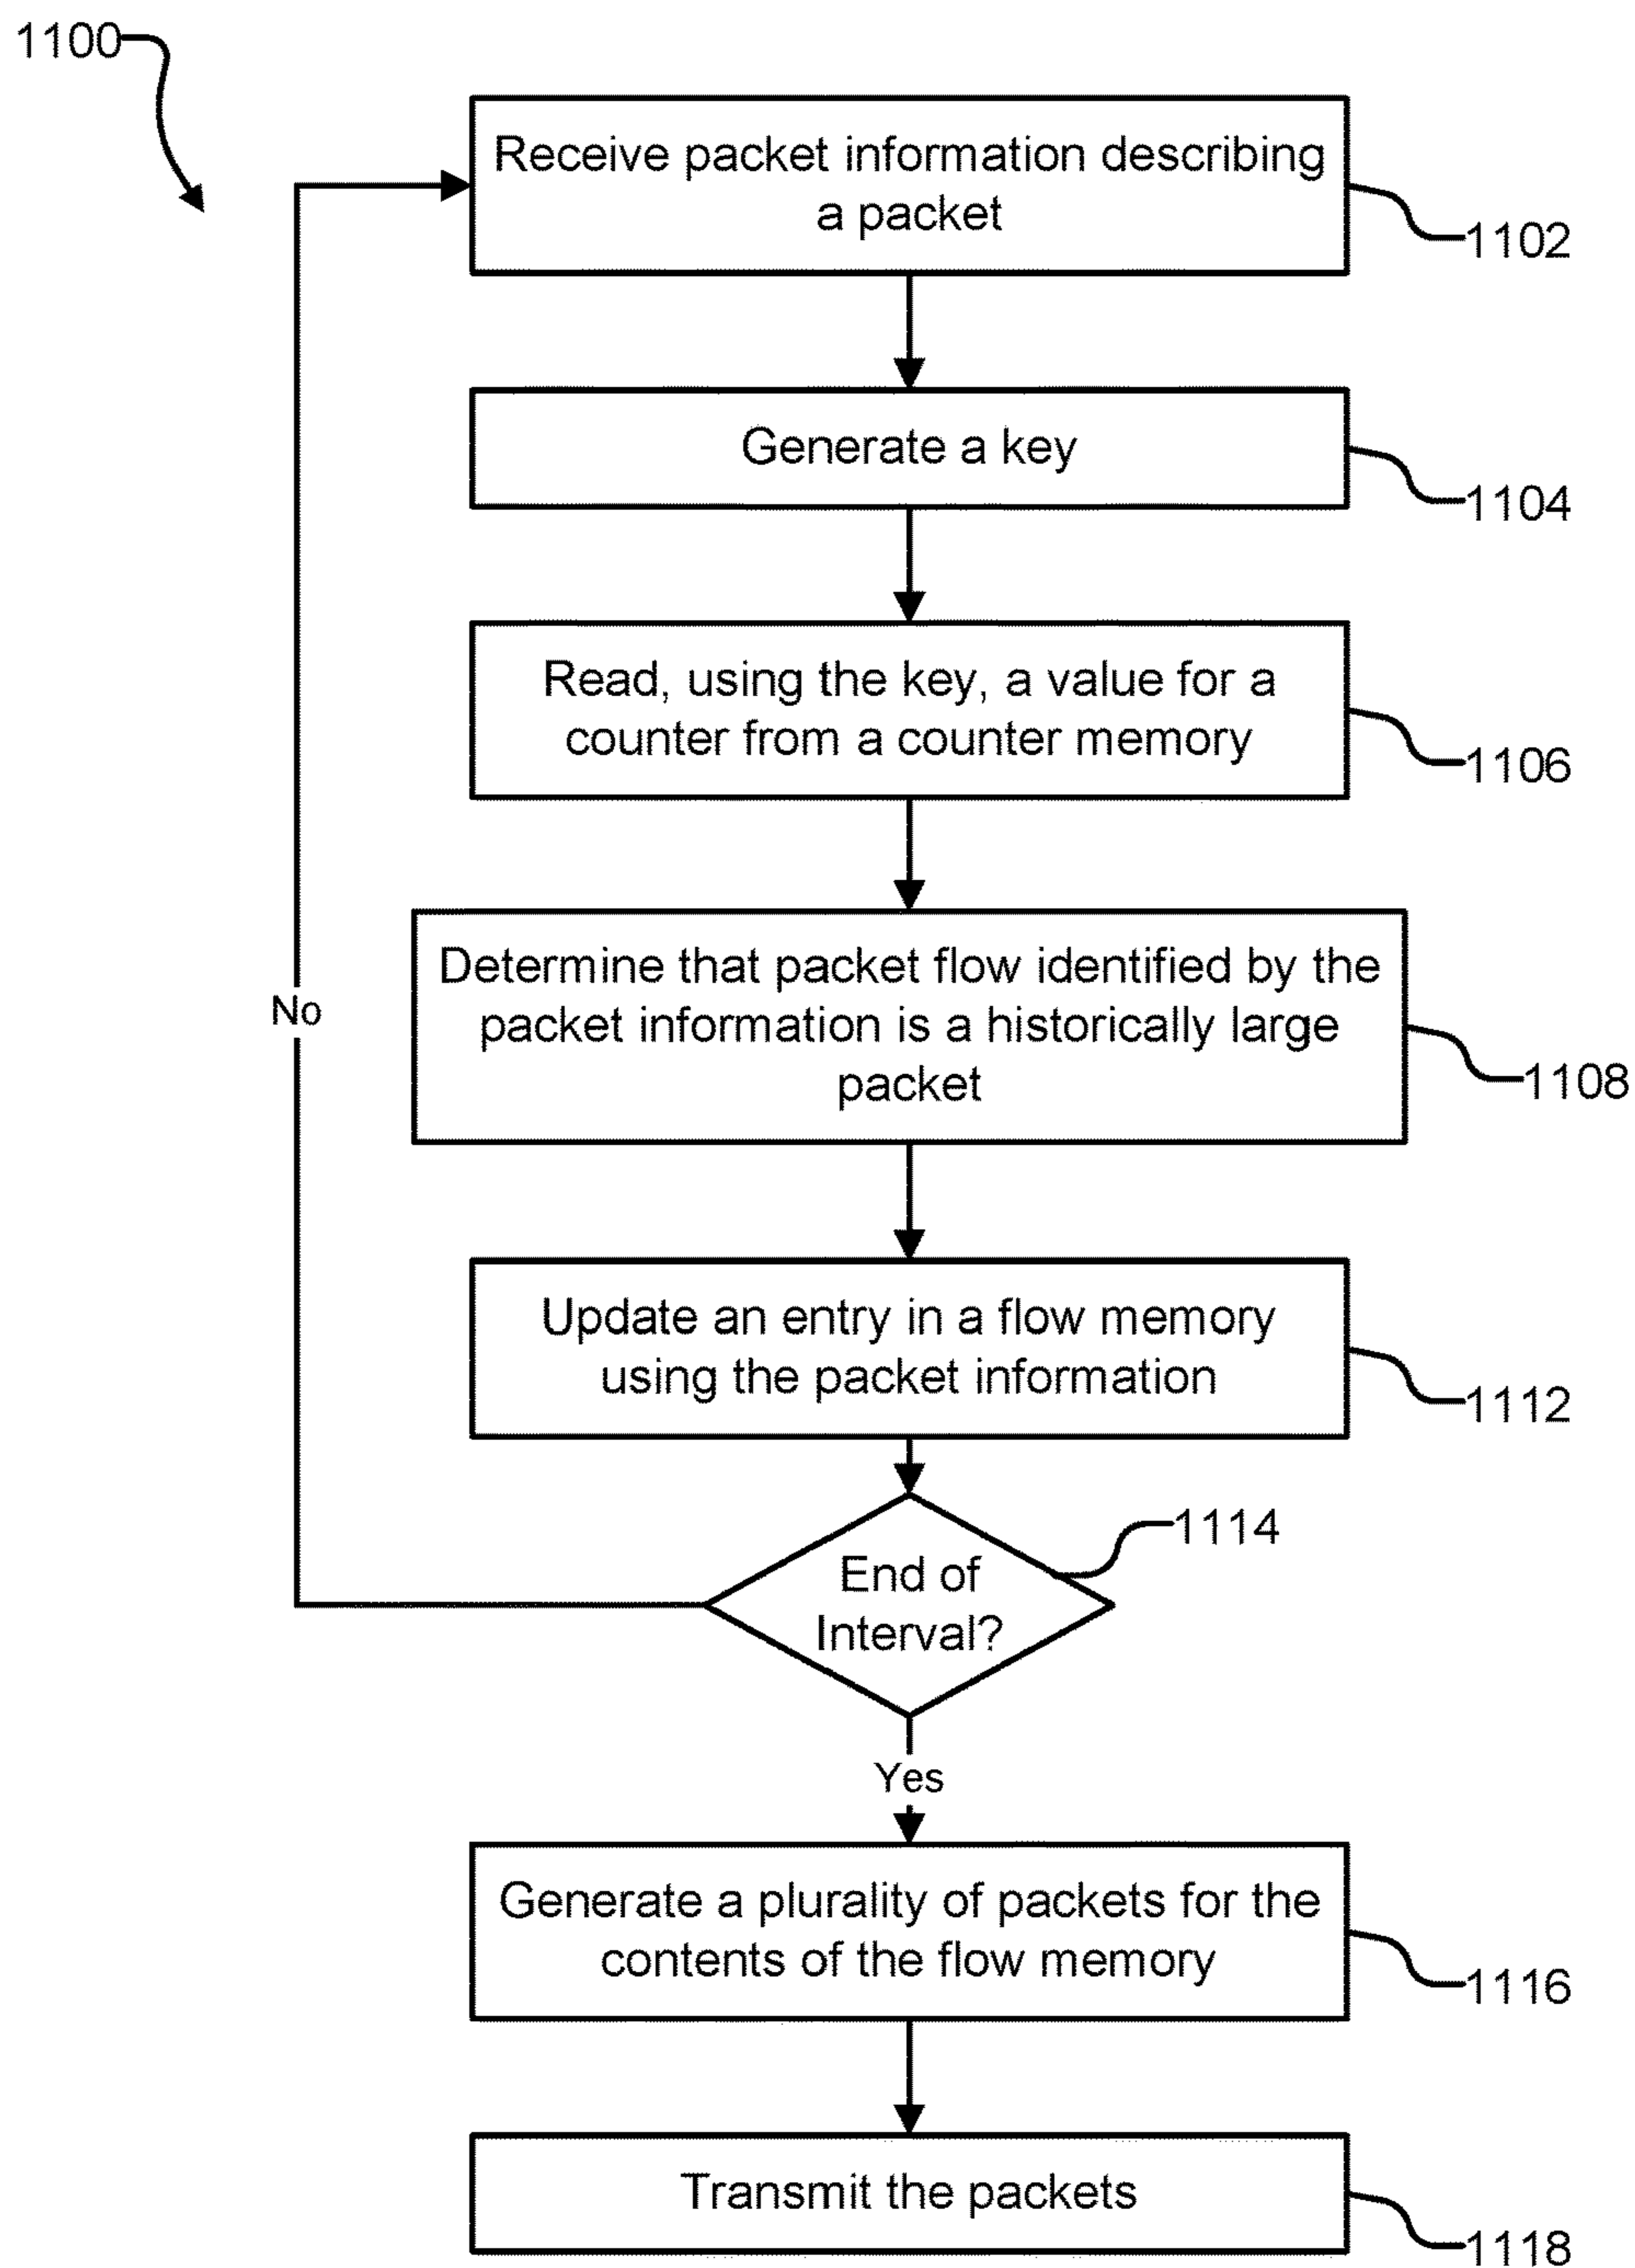 1100
Receive packet information describing
a packet
1102
Generate a key
1104
Read, using the key, a value for a
counter from a counter memory
1106
Determine that packet flow identified by the
packet information is a historically large
packet
No
1108
Update an entry in a flow memory
using the packet information
1112
1114
End of
Interval?
Yes
Generate a plurality of packets for the
contents of the flow memory
1116
Transmit the packets
1118